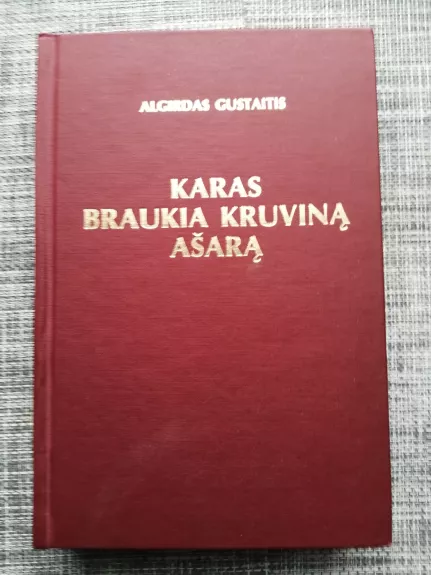 ALGIRDAS GUSTAITIS
KARAS
BRAUKIA KRUVINĄ
AŠARĄ